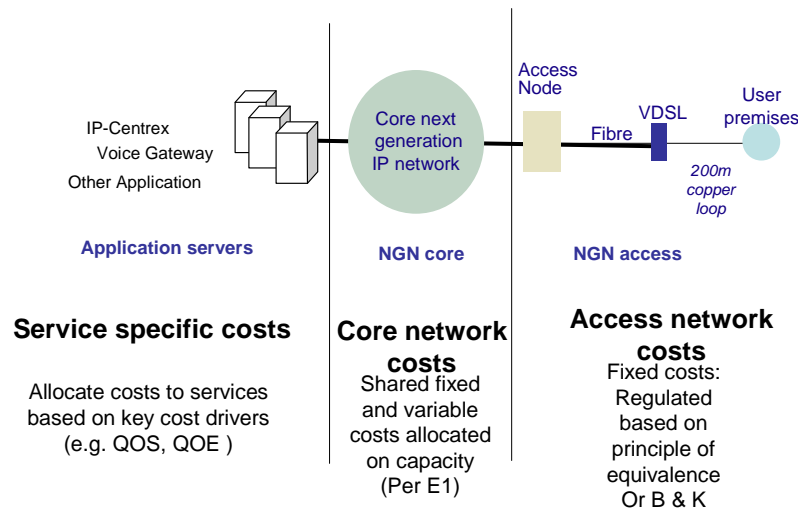 IP-Centrex
Voice Gateway
Other Application
Core next
generation
IP network
Access
Node
Fibre
VDSL
User
premises
200m
copper
loop
Application servers
NGN core
NGN access
Service specific costs
Allocate costs to services
based on key cost drivers
(e.g. QOS, QOE )
Core network
costs
Shared fixed
and variable
costs allocated
on capacity
(Per E1)
Access network
costs
Fixed costs:
Regulated
based on
principle of
equivalence
Or B & K